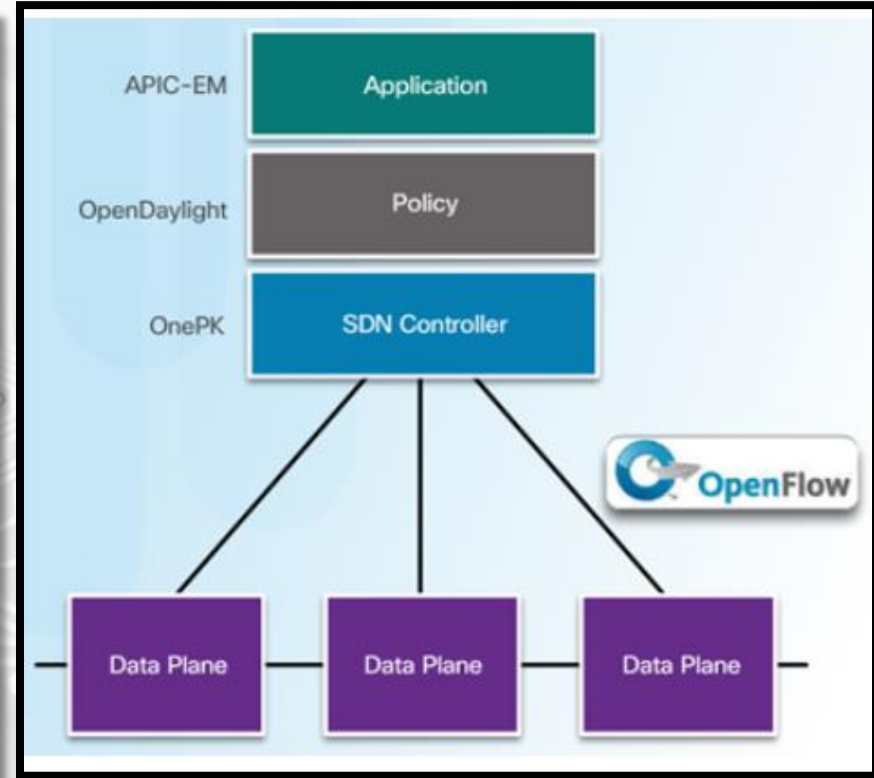 APIC-EM Application
OpenDaylight Policy
OnePK SDN Controller
OpenFlow
Data Plane Data Plane Data Plane